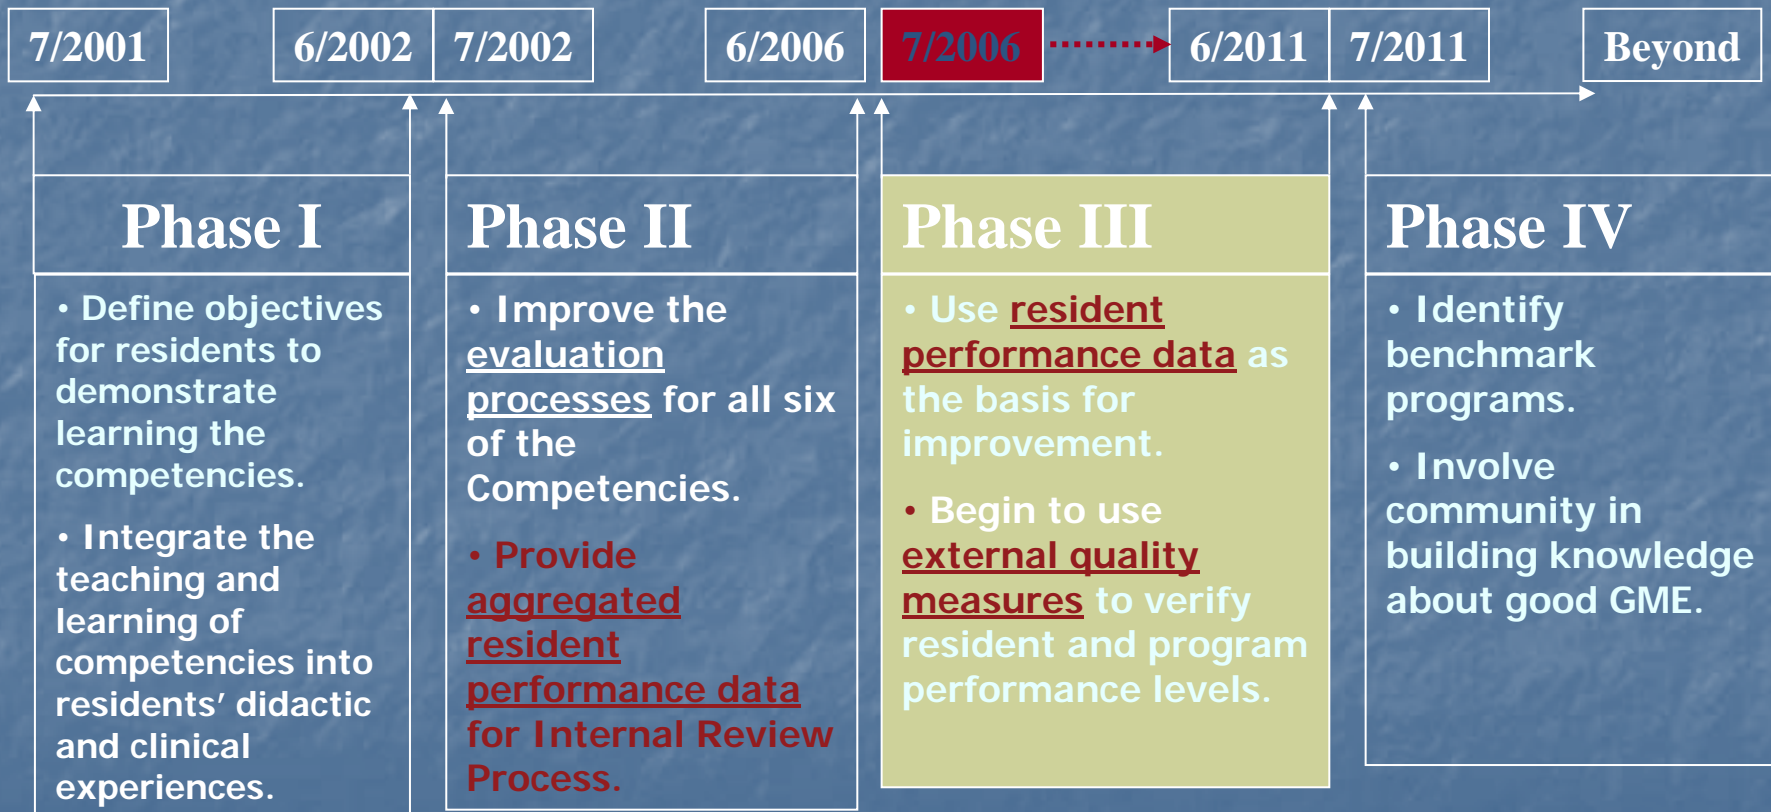 7/2001 6/2002 7/2002 6/2006 7/2006 6/2011 7/2011 Beyond
Phase I
• Define objectives
for residents to
demonstrate
learning the
competencies.
• Integrate the
teaching and
learning of
competencies into
residents’ didactic
and clinical
experiences.
Phase II
• Improve the
evaluation
processes for all six
of the
Competencies.
• Provide
aggregated
resident
performance data
for Internal Review
Process.
Phase III
• Use resident
performance data as
the basis for
improvement.
• Begin to use
external quality
measures to verify
resident and program
performance levels.
Phase IV
• Identify
benchmark
programs.
• Involve
community in
building knowledge
about good GME.